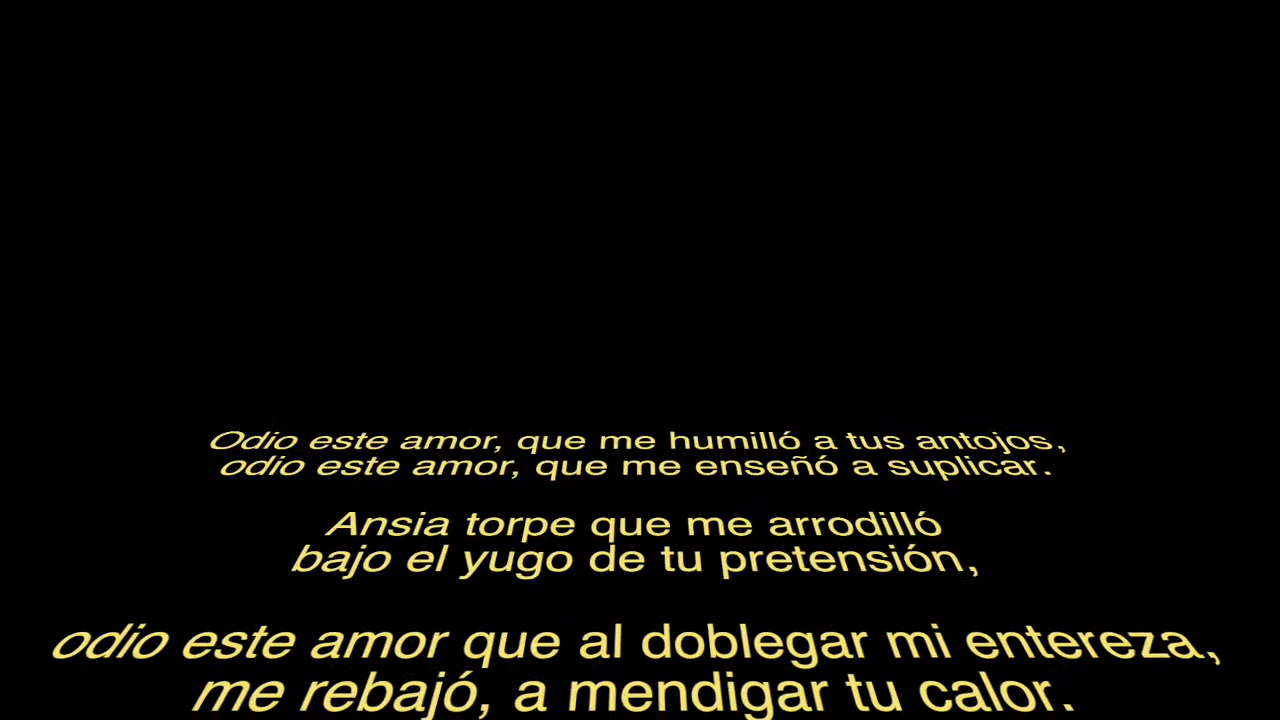 Odio este amor, que me humilló a tus antojos,
odio este amor, que me enseñó a suplicar.
Ansia torpe que me arrodilló
bajo el yugo de tu pretensión,
odio este amor que al doblegar mi entereza,
me rebajó, a mendigar tu calor.